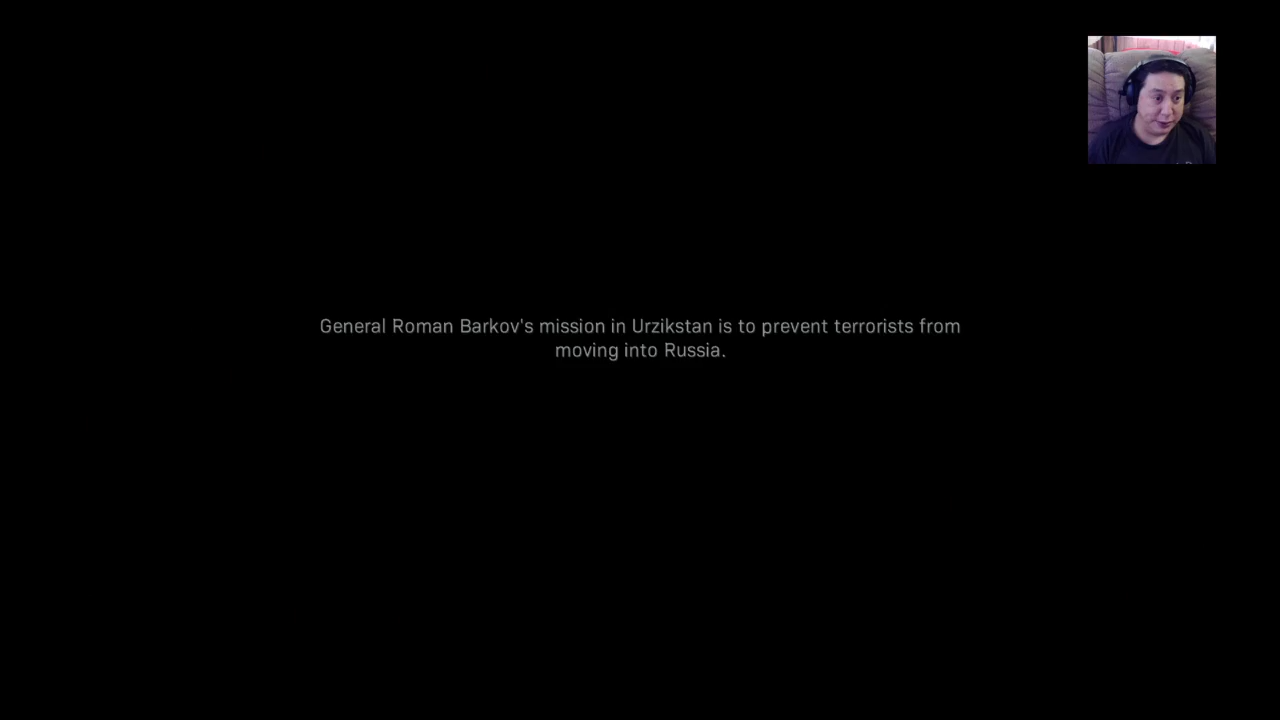 General Roman Barkov's mission in Urzikstan is to prevent terrorists from
moving into Russia.